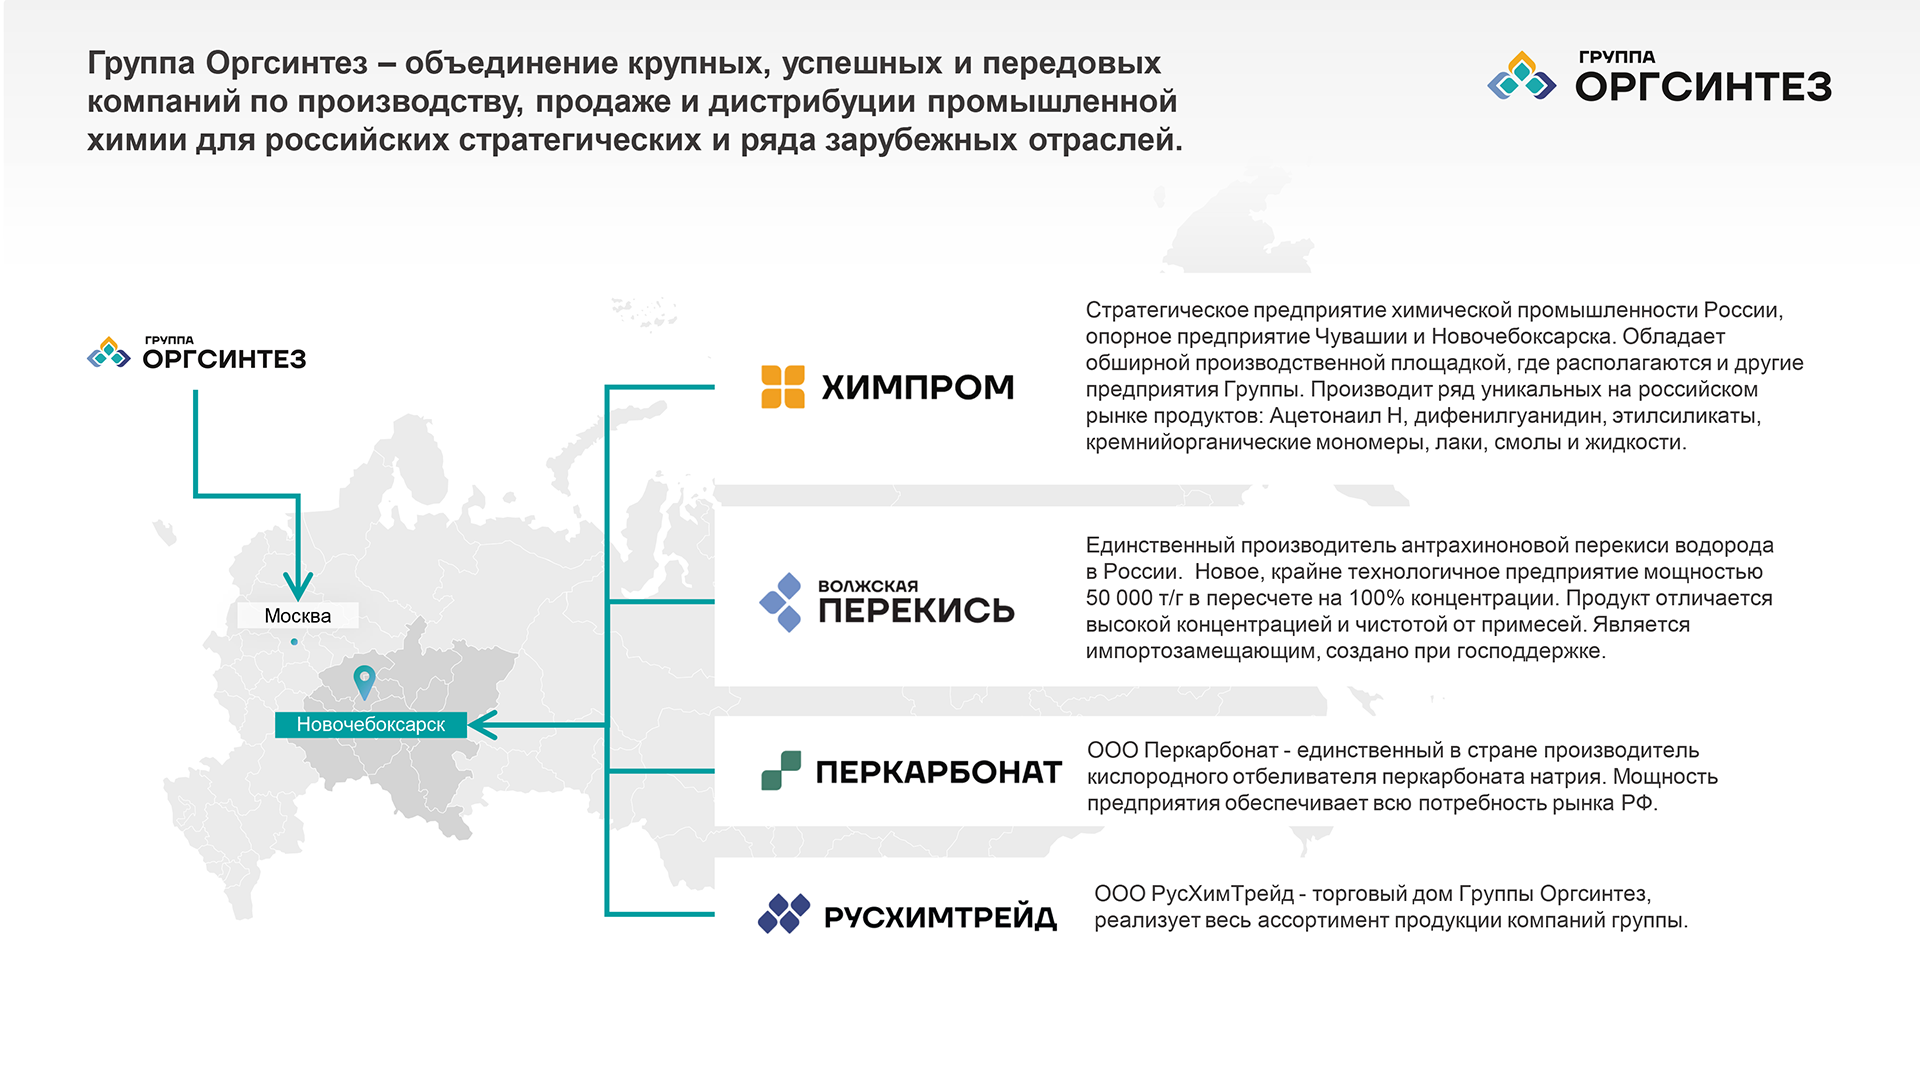 Группа Оргсинтез – объединение крупных, успешных и передовых
компаний по производству, продаже и дистрибуции промышленной
химии для российских стратегических и ряда зарубежных отраслей.
ГРУППА
ОРГСИНТЕЗ
ГРУППА
ОРГСИНТЕЗ
Москва
Новочебоксарск
ХИМПРОМ
Стратегическое предприятие химической промышленности России,
опорное предприятие Чувашии и Новочебоксарска. Обладает
обширной производственной площадкой, где располагаются и другие
предприятия Группы. Производит ряд уникальных на российском
рынке продуктов: Ацетонаил Н, дифенилгуанидин, этилсиликаты,
кремнийорганические мономеры, лаки, смолы и жидкости.
ВОЛЖСКАЯ
ПЕРЕКИСЬ
Единственный производитель антрахиноновой перекиси водорода
в России. Новое, крайне технологичное предприятие мощностью
50 000 т/г в пересчете на 100% концентрации. Продукт отличается
высокой концентрацией и чистотой от примесей. Является
импортозамещающим, создано при господдержке.
ПЕРКАРБОНАТ
ООО Перкарбонат - единственный в стране производитель
кислородного отбеливателя перкарбоната натрия. Мощность
предприятия обеспечивает всю потребность рынка РФ.
РУСХИМТРЕЙД
ООО РусХимТрейд - торговый дом Группы Оргсинтез,
реализует весь ассортимент продукции компаний группы.